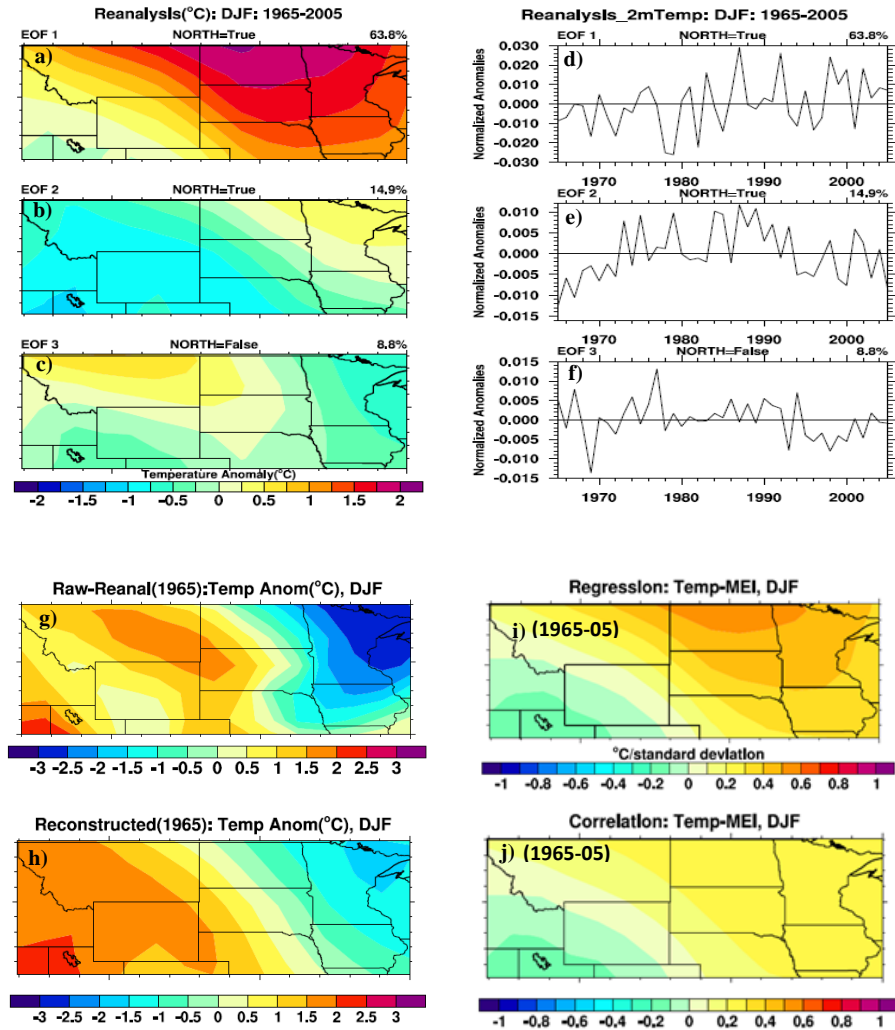 Reanalysis(°C): DJF: 1965-2005
EOF 1 NORTH=True 63.8%
a)
EOF 2 NORTH=True 14,9%
b)
EOF 3 NORTH=False 8.8%
c)
Temperature Anomaly(°C)
-2 -1.5 -1 -0.5 0 0.5 1 1.5 2
Reanalysis_2mTemp: DJF: 1965-2005
EOF 1 NORTH=True 63.8%
d)
Normalized Anomalies
0.030
0.020
0.010
0.000
-0.010
-0.020
-0.030
1970 1980 1990 2000
EOF 2 NORTH=True 14,9%
e)
Normalized Anomalies
0.010
0.005
0.000
-0.005
-0.010
-0.015
1970 1980 1990 2000
EOF 3 NORTH=False 8.8%
f)
Normalized Anomalies
0.015
0.010
0.005
0.000
-0.005
-0.010
-0.015
1970 1980 1990 2000
Raw-Reanal(1965):Temp Anom(°C), DJF
g)
-3 -2.5 -2 -1.5 -1 -0.5 0 0.5 1 1.5 2 2.5 3
Regression: Temp-MEI, DJF
i) (1965-05)
°C/standard deviation
-1 -0.8 -0.6 -0.4 -0.2 0 0.2 0.4 0.6 0.8 1
Reconstructed(1965): Temp Anom(°C), DJF
h)
-3 -2.5 -2 -1.5 -1 -0.5 0 0.5 1 1.5 2 2.5 3
Correlation: Temp-MEI, DJF
j) (1965-05)
-1 -0.8 -0.6 -0.4 -0.2 0 0.2 0.4 0.6 0.8 1